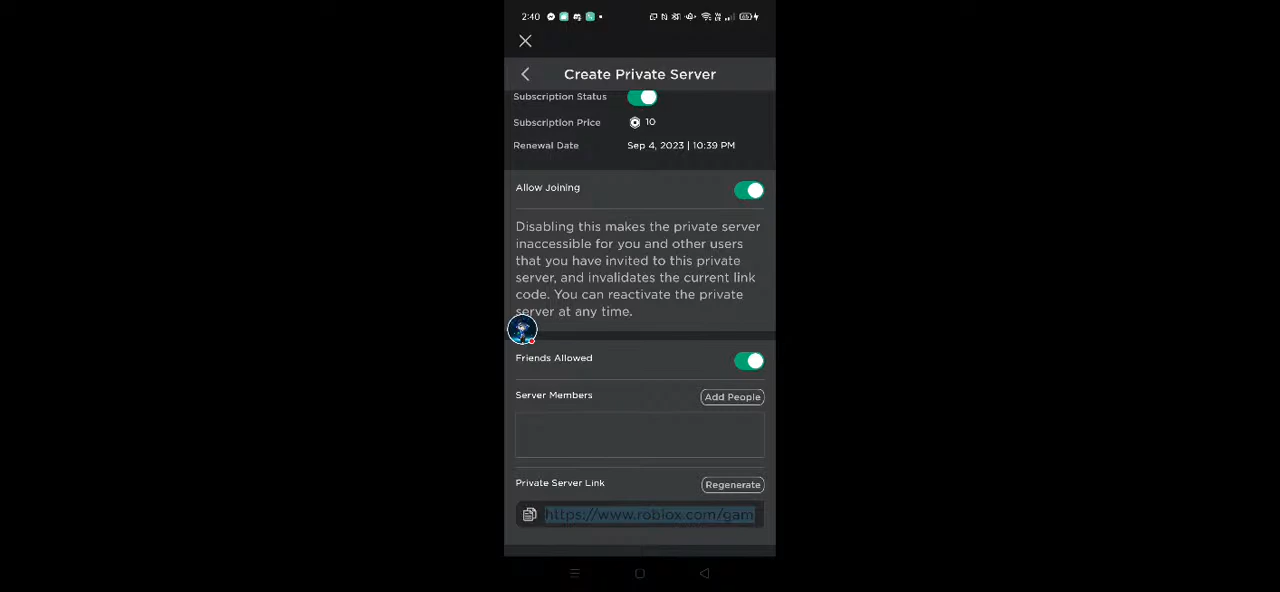 2:40
Create Private Server
Subscription Status
Subscription Price 10
Renewal Date Sep 4, 2023 | 10:39 PM
Allow Joining
Disabling this makes the private server
inaccessible for you and other users
that you have invited to this private
server, and invalidates the current link
code. You can reactivate the private
server at any time.
Friends Allowed
Server Members Add People
Private Server Link Regenerate
https://www.roblox.com/gam